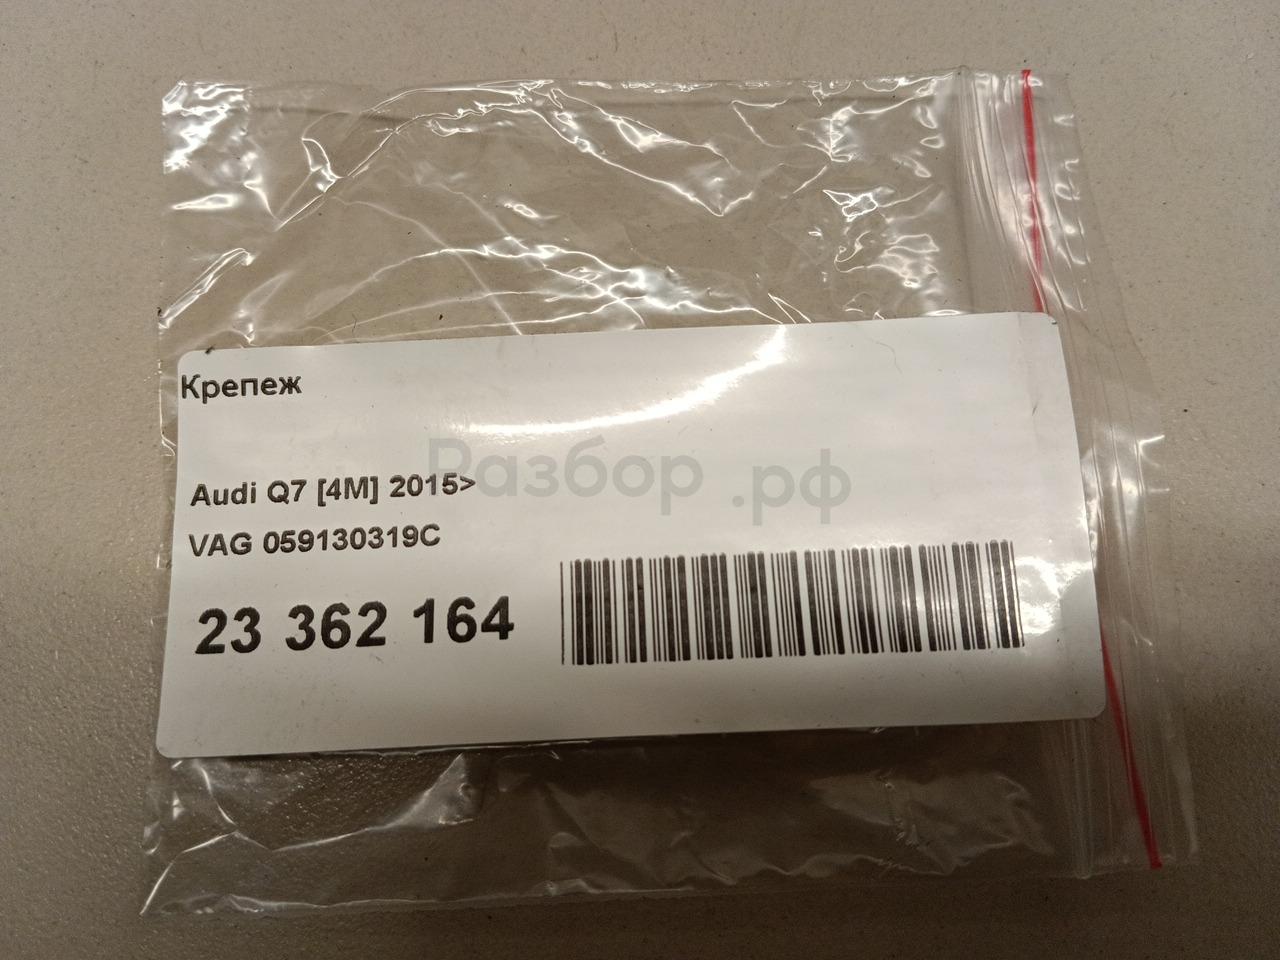 Крепеж
Разбор.рф
Audi Q7 [4M] 2015>
VAG 059130319C
23 362 164